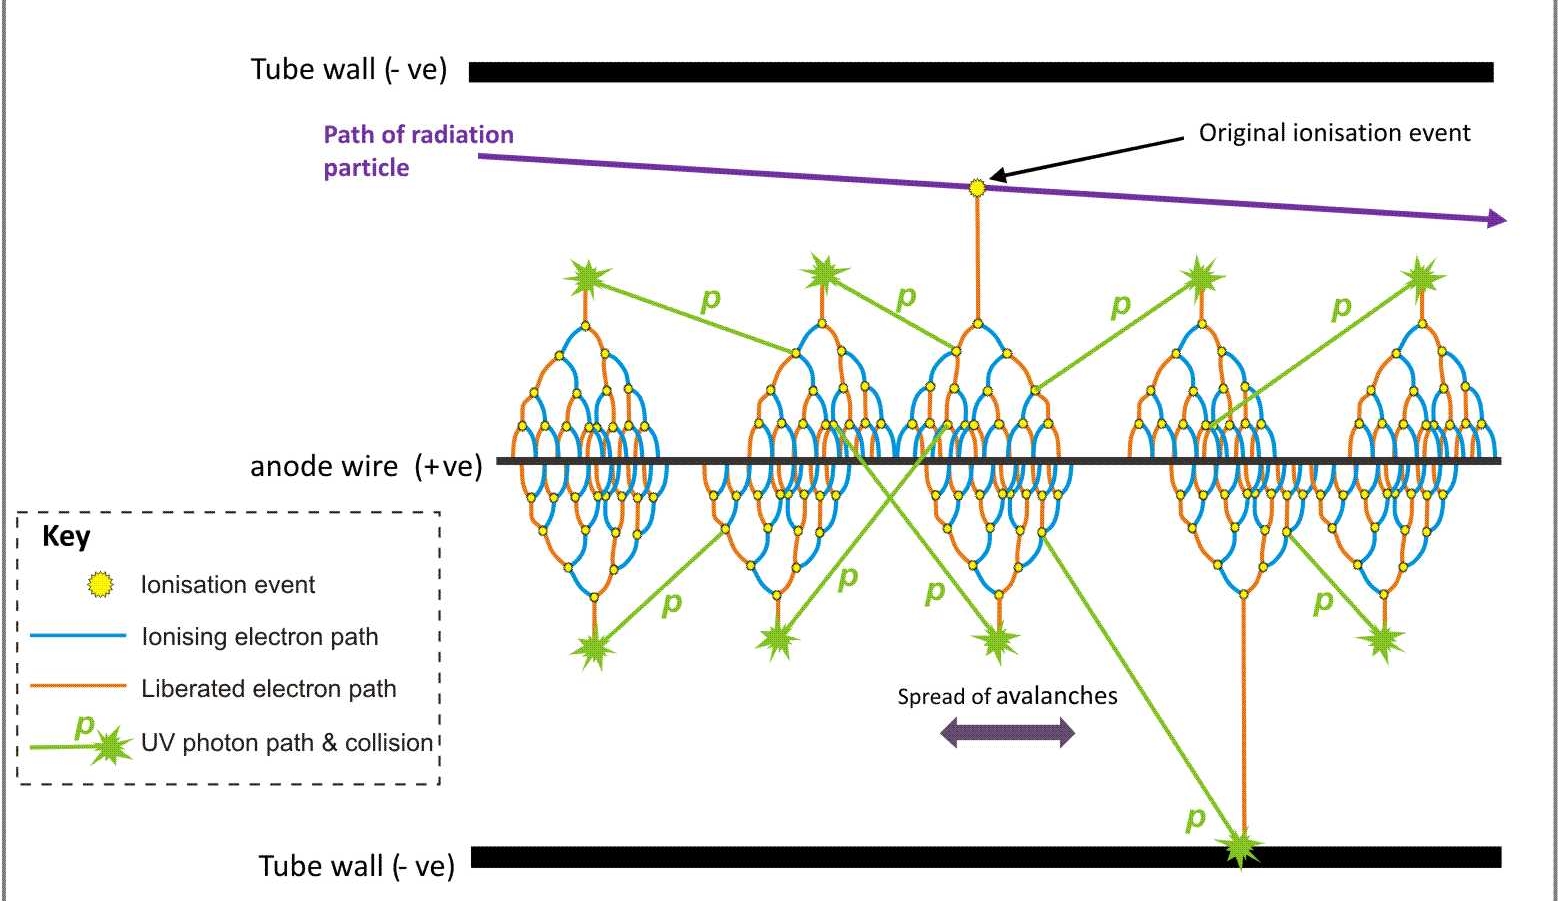 Tube wall (- ve)
Path of radiation
particle
Original ionisation event
p
p
p
p
anode wire (+ve)
Key
Ionisation event
Ionising electron path
Liberated electron path
p
UV photon path & collision
p
p
p
p
Spread of avalanches
p
Tube wall (- ve)